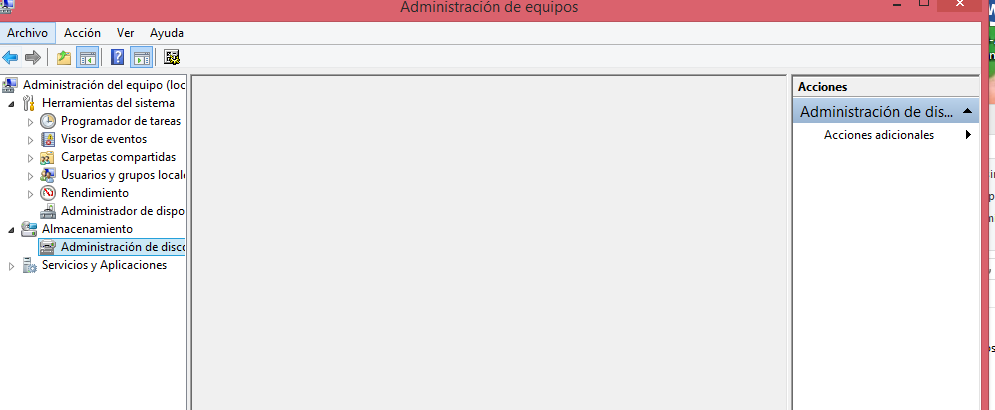 Administración de equipos
Archivo Acción Ver Ayuda
Administración del equipo (loc
Herramientas del sistema
Programador de tareas
Visor de eventos
Carpetas compartidas
Usuarios y grupos locale
Rendimiento
Administrador de dispo
Almacenamiento
Administración de disco
Servicios y Aplicaciones
Acciones
Administración de dis...
Acciones adicionales